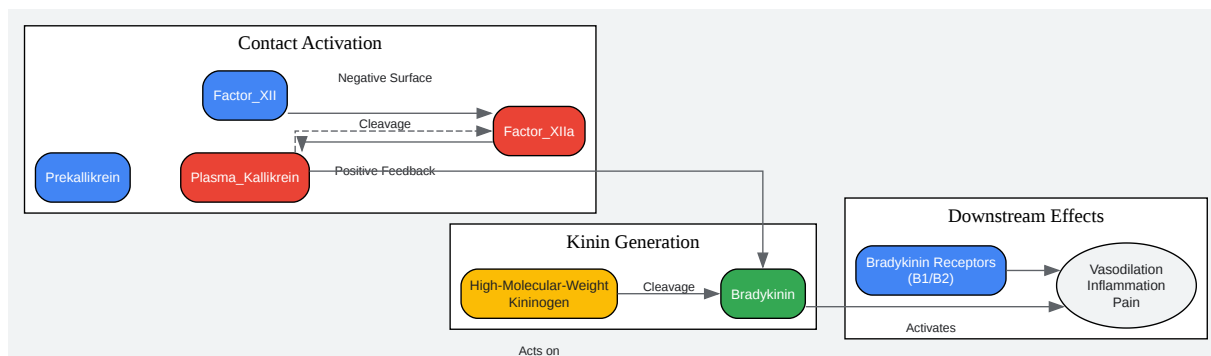 Contact Activation
Negative Surface
Factor_XII
Cleavage
Factor_XIIa
Prekallikrein
Plasma_Kallikrein
Positive Feedback
Kinin Generation
High-Molecular-Weight
Kininogen
Cleavage
Bradykinin
Downstream Effects
Bradykinin Receptors
(B1/B2)
Vasodilation
Inflammation
Pain
Activates
Acts on